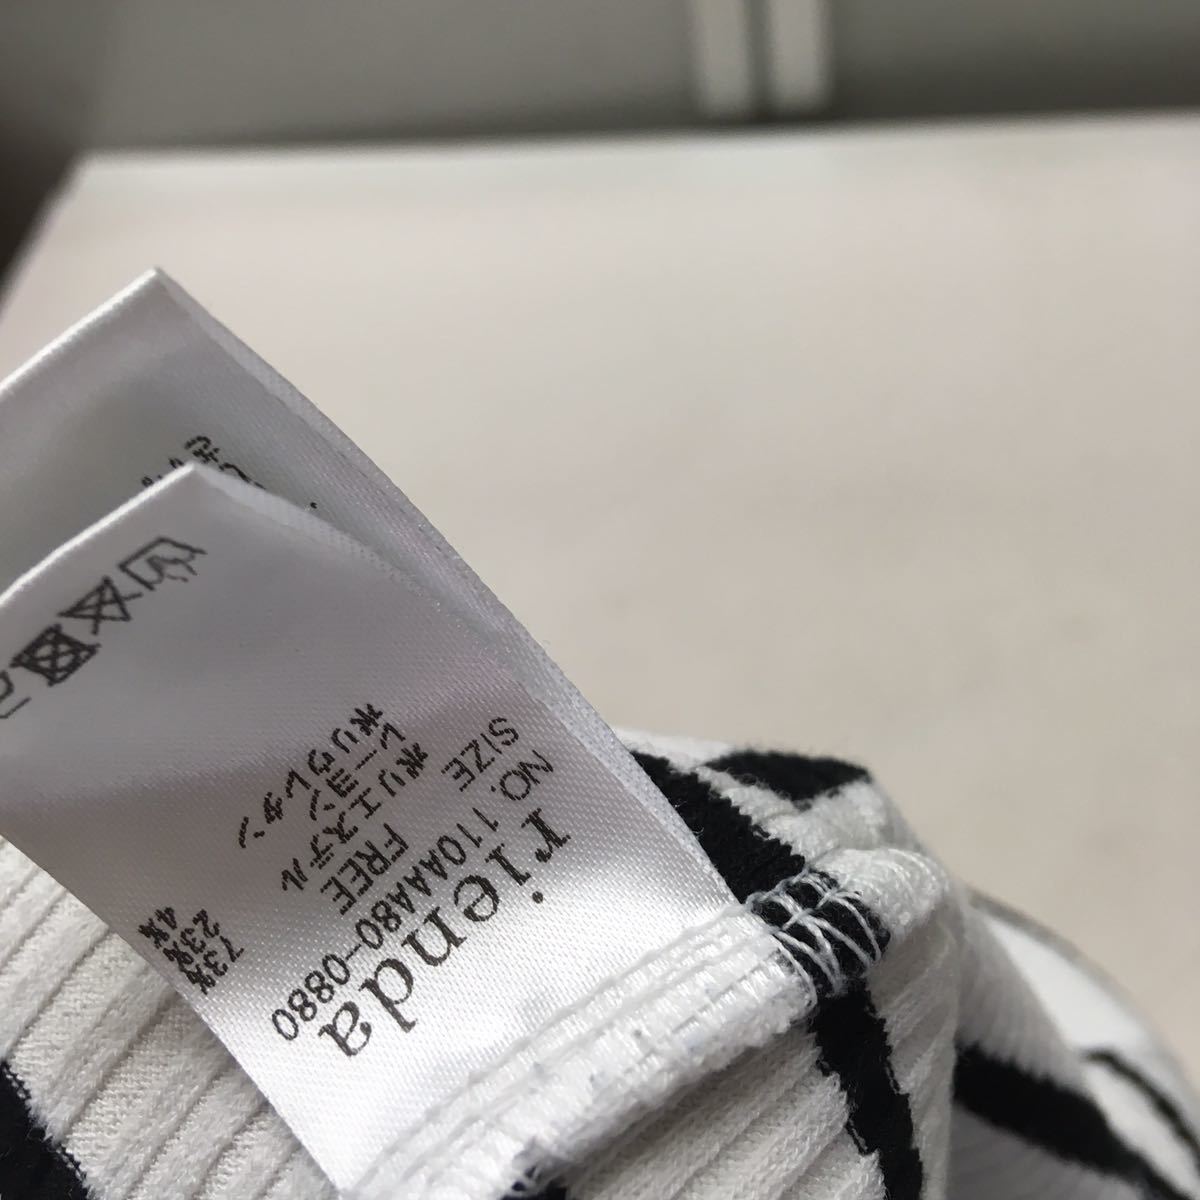 rienda
NO.110AAA80-0880
SIZE FREE
ポリエステル 73%
レーヨン 23%
ポリウレタン 4%